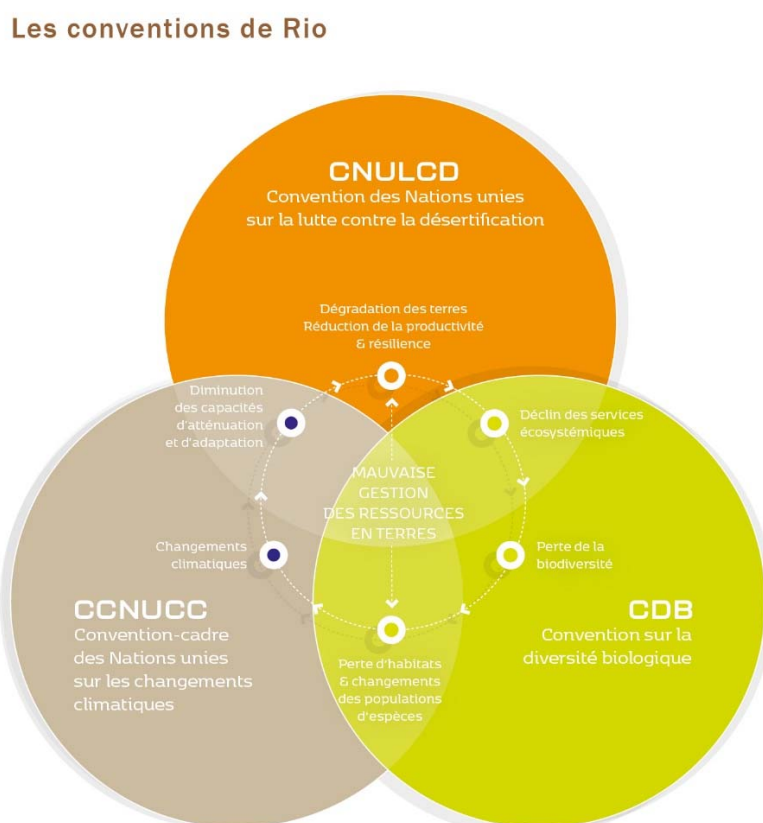 Les conventions de Rio
CNULCD
Convention des Nations unies
sur la lutte contre la désertification
Dégradation des terres
Réduction de la productivité
& résilience
Diminution
des capacités
d'atténuation
et d'adaptation
Déclin des services
écosystémiques
MAUVAISE
GESTION
DES RESSOURCES
EN TERRES
Changements
climatiques
Perte de la
biodiversité
CCNUCC
Convention-cadre
des Nations unies
sur les changements
climatiques
CDB
Convention sur la
diversité biologique
Perte d'habitats
& changements
des populations
d'espèces